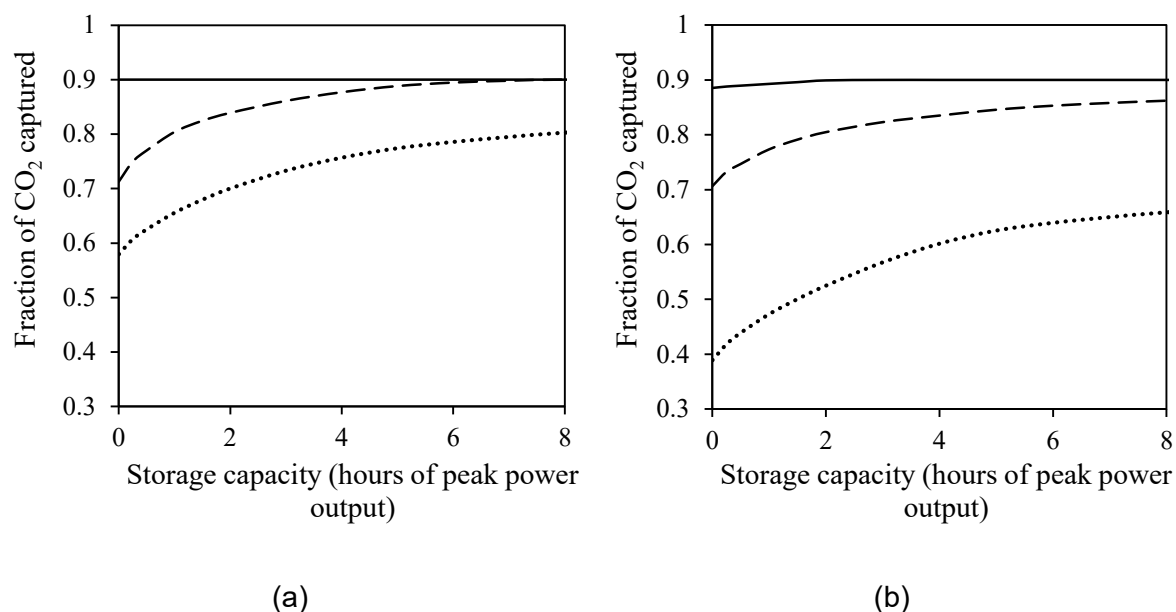 Fraction of CO2 captured
1
0.9
0.8
0.7
0.6
0.5
0.4
0.3
0 2 4 6 8
Storage capacity (hours of peak power
output)
(a)
Fraction of CO2 captured
1
0.9
0.8
0.7
0.6
0.5
0.4
0.3
0 2 4 6 8
Storage capacity (hours of peak power
output)
(b)